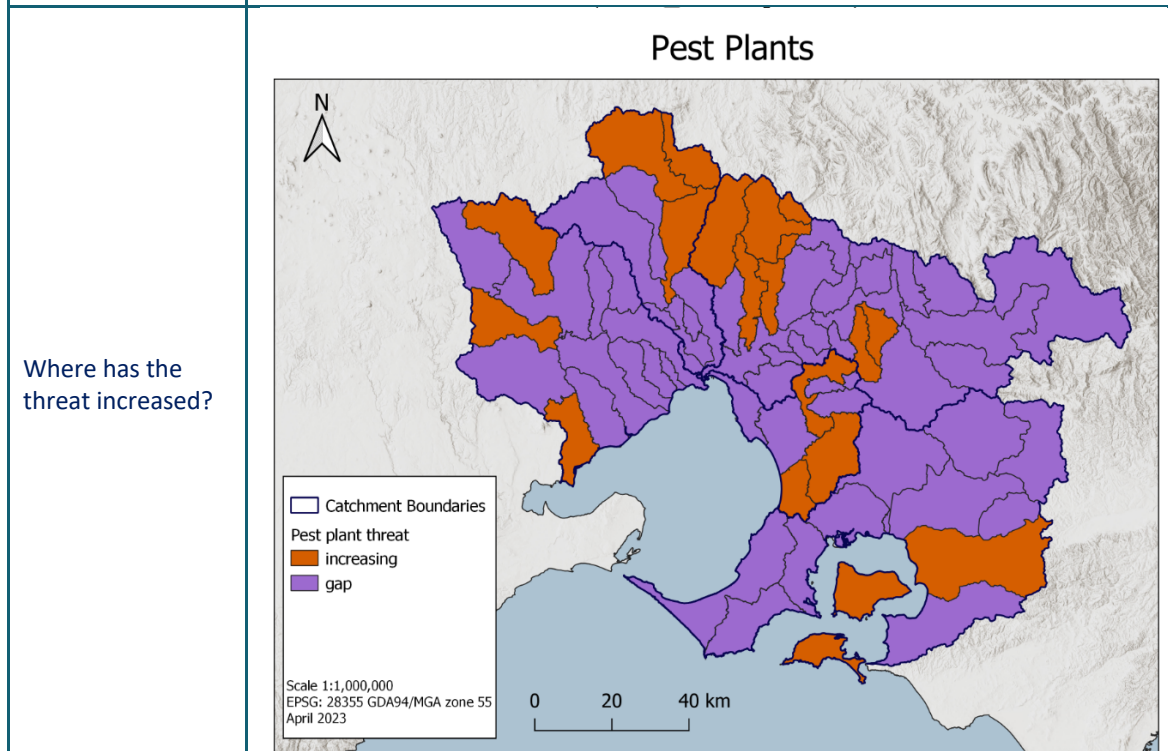 Pest Plants
N
Where has the
threat increased?
Catchment Boundaries
Pest plant threat
increasing
gap
Scale 1:1,000,000
EPSG: 28355 GDA94/MGA zone 55
April 2023
0 20 40 km